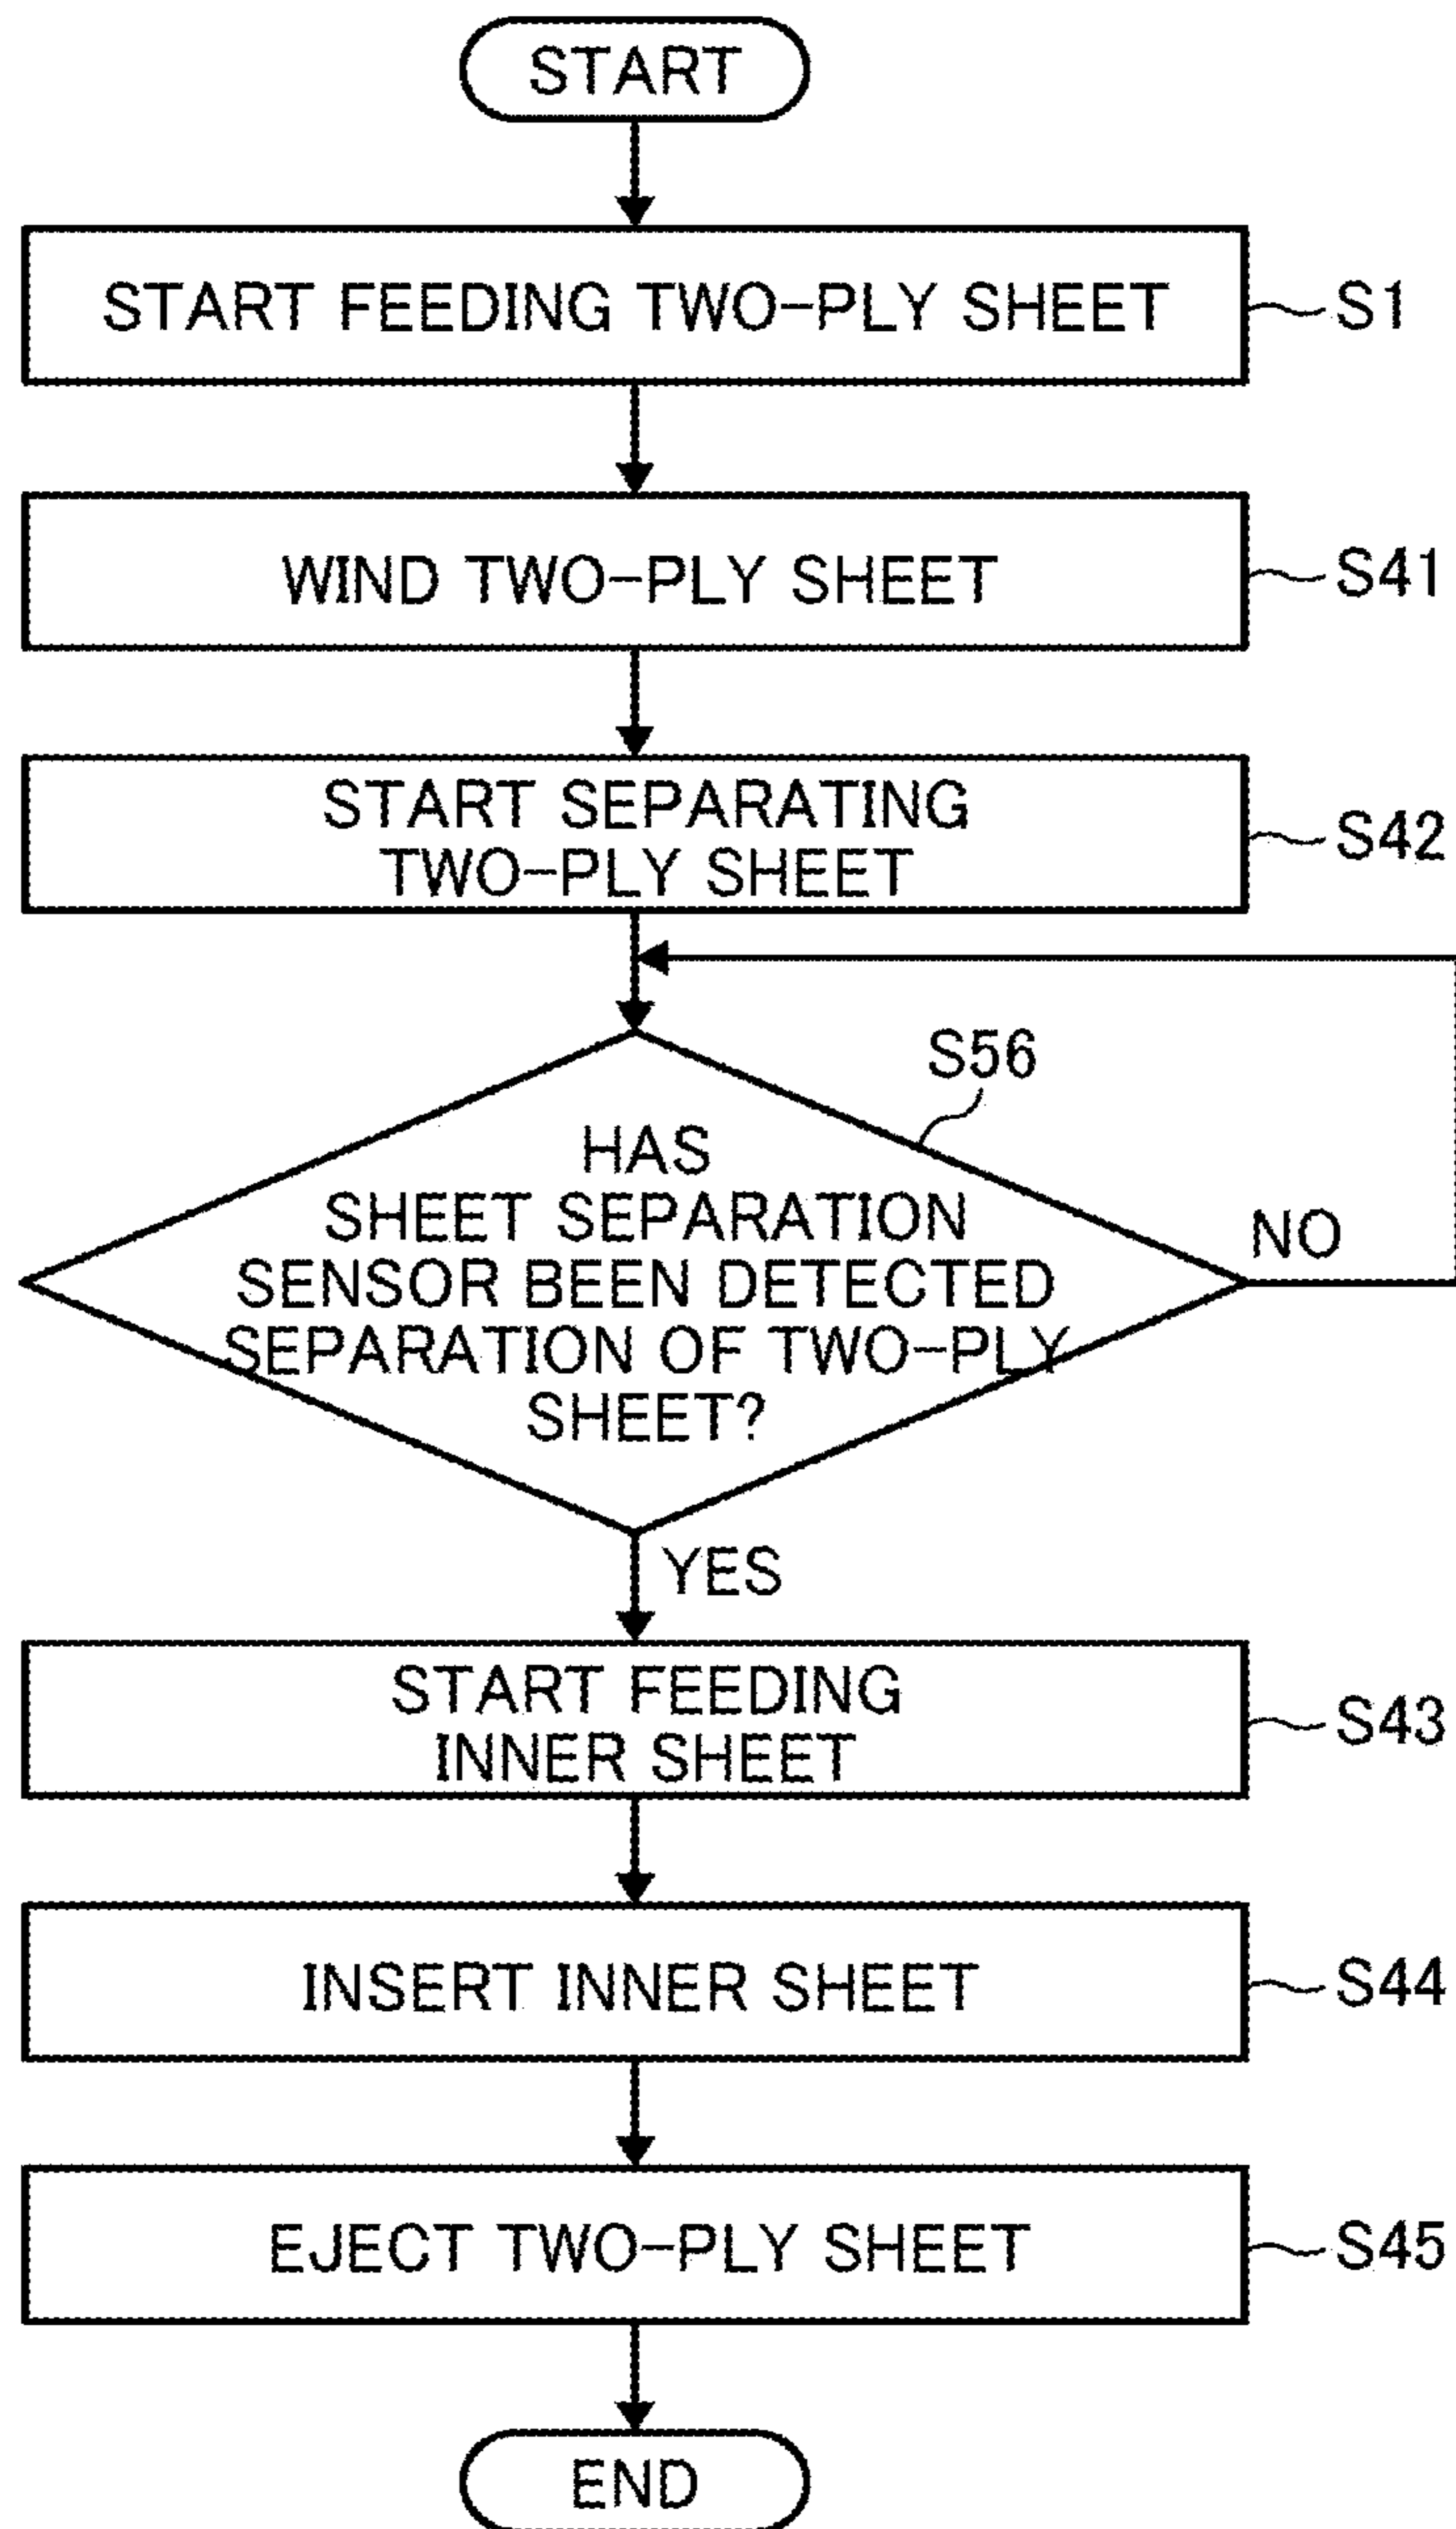 START
START FEEDING TWO-PLY SHEET
S1
WIND TWO-PLY SHEET
S41
START SEPARATING
TWO-PLY SHEET
S42
S56
HAS
SHEET SEPARATION
SENSOR BEEN DETECTED
SEPARATION OF TWO-PLY
SHEET?
NO
YES
START FEEDING
INNER SHEET
S43
INSERT INNER SHEET
S44
EJECT TWO-PLY SHEET
S45
END